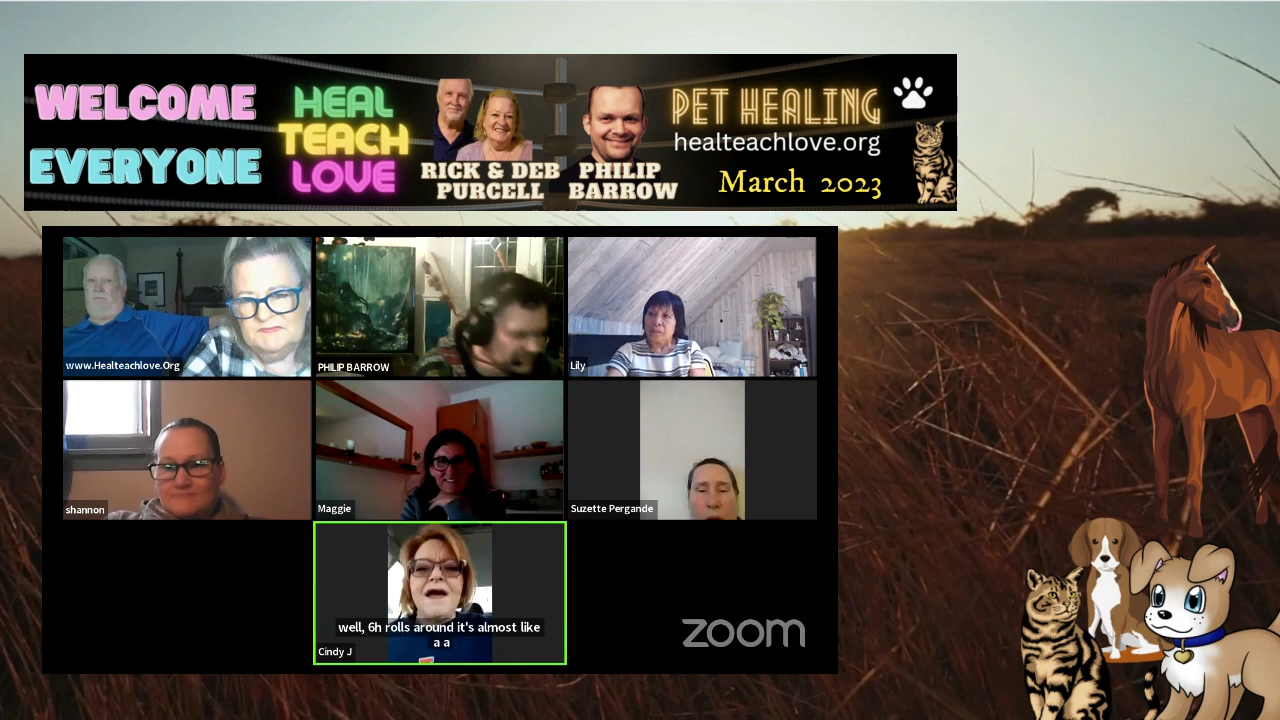 WELCOME
EVERYONE
HEAL
TEACH
LOVE
RICK & DEB
PURCELL
PHILIP
BARROW
PET HEALING
healteachlove.org
March 2023
www.Healteachlove.Org
PHILIP BARROW
Lily
shannon
Maggie
Suzette Pergande
well, 6h rolls around it's almost like
a a
Cindy J
zoom